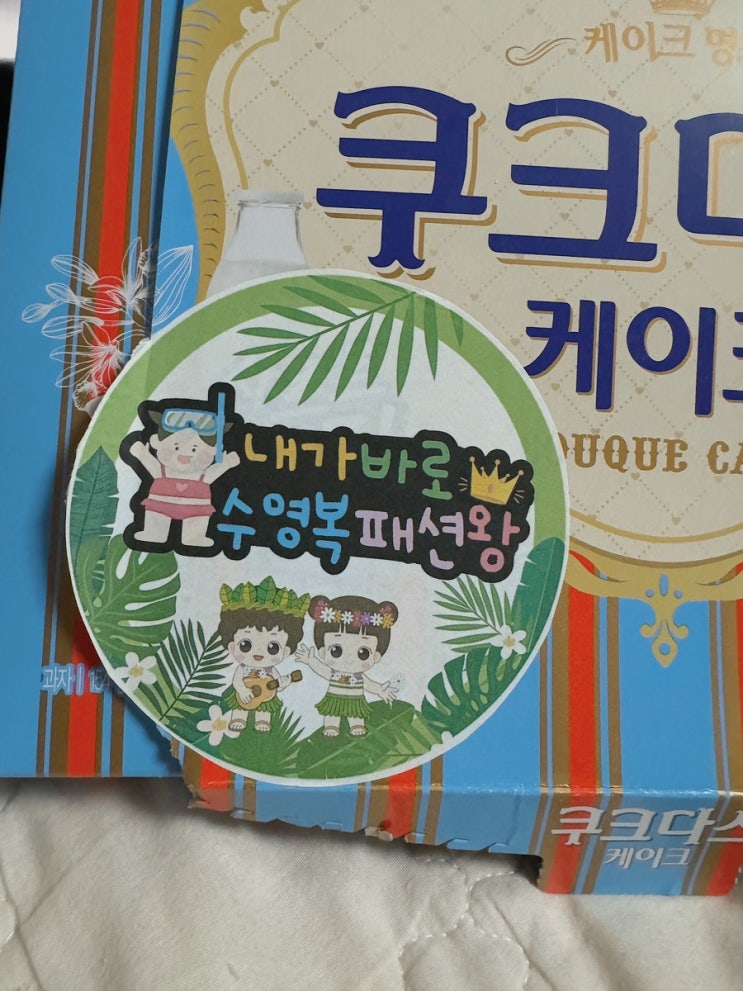 케이크 명
쿠크다
케이크
OUQUE CA
내가바로
수영복패션왕
과자 |
쿠크다스
케이크